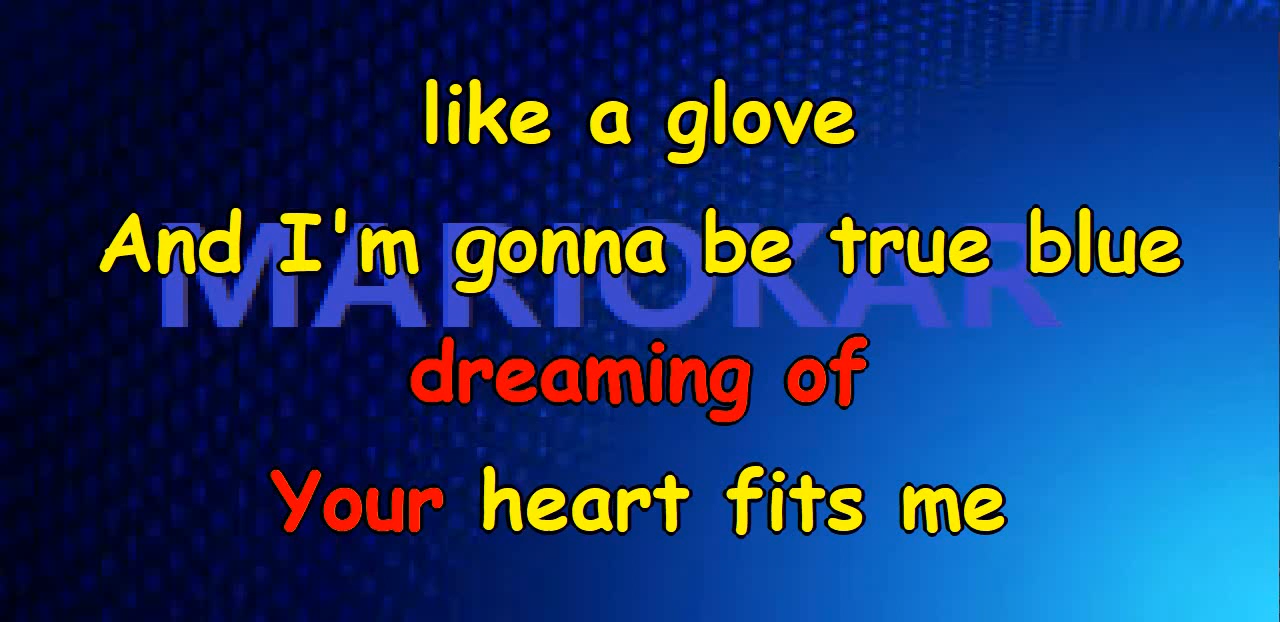 like a glove
And I'm gonna be true blue
MARIOKAR
dreaming of
Your heart fits me